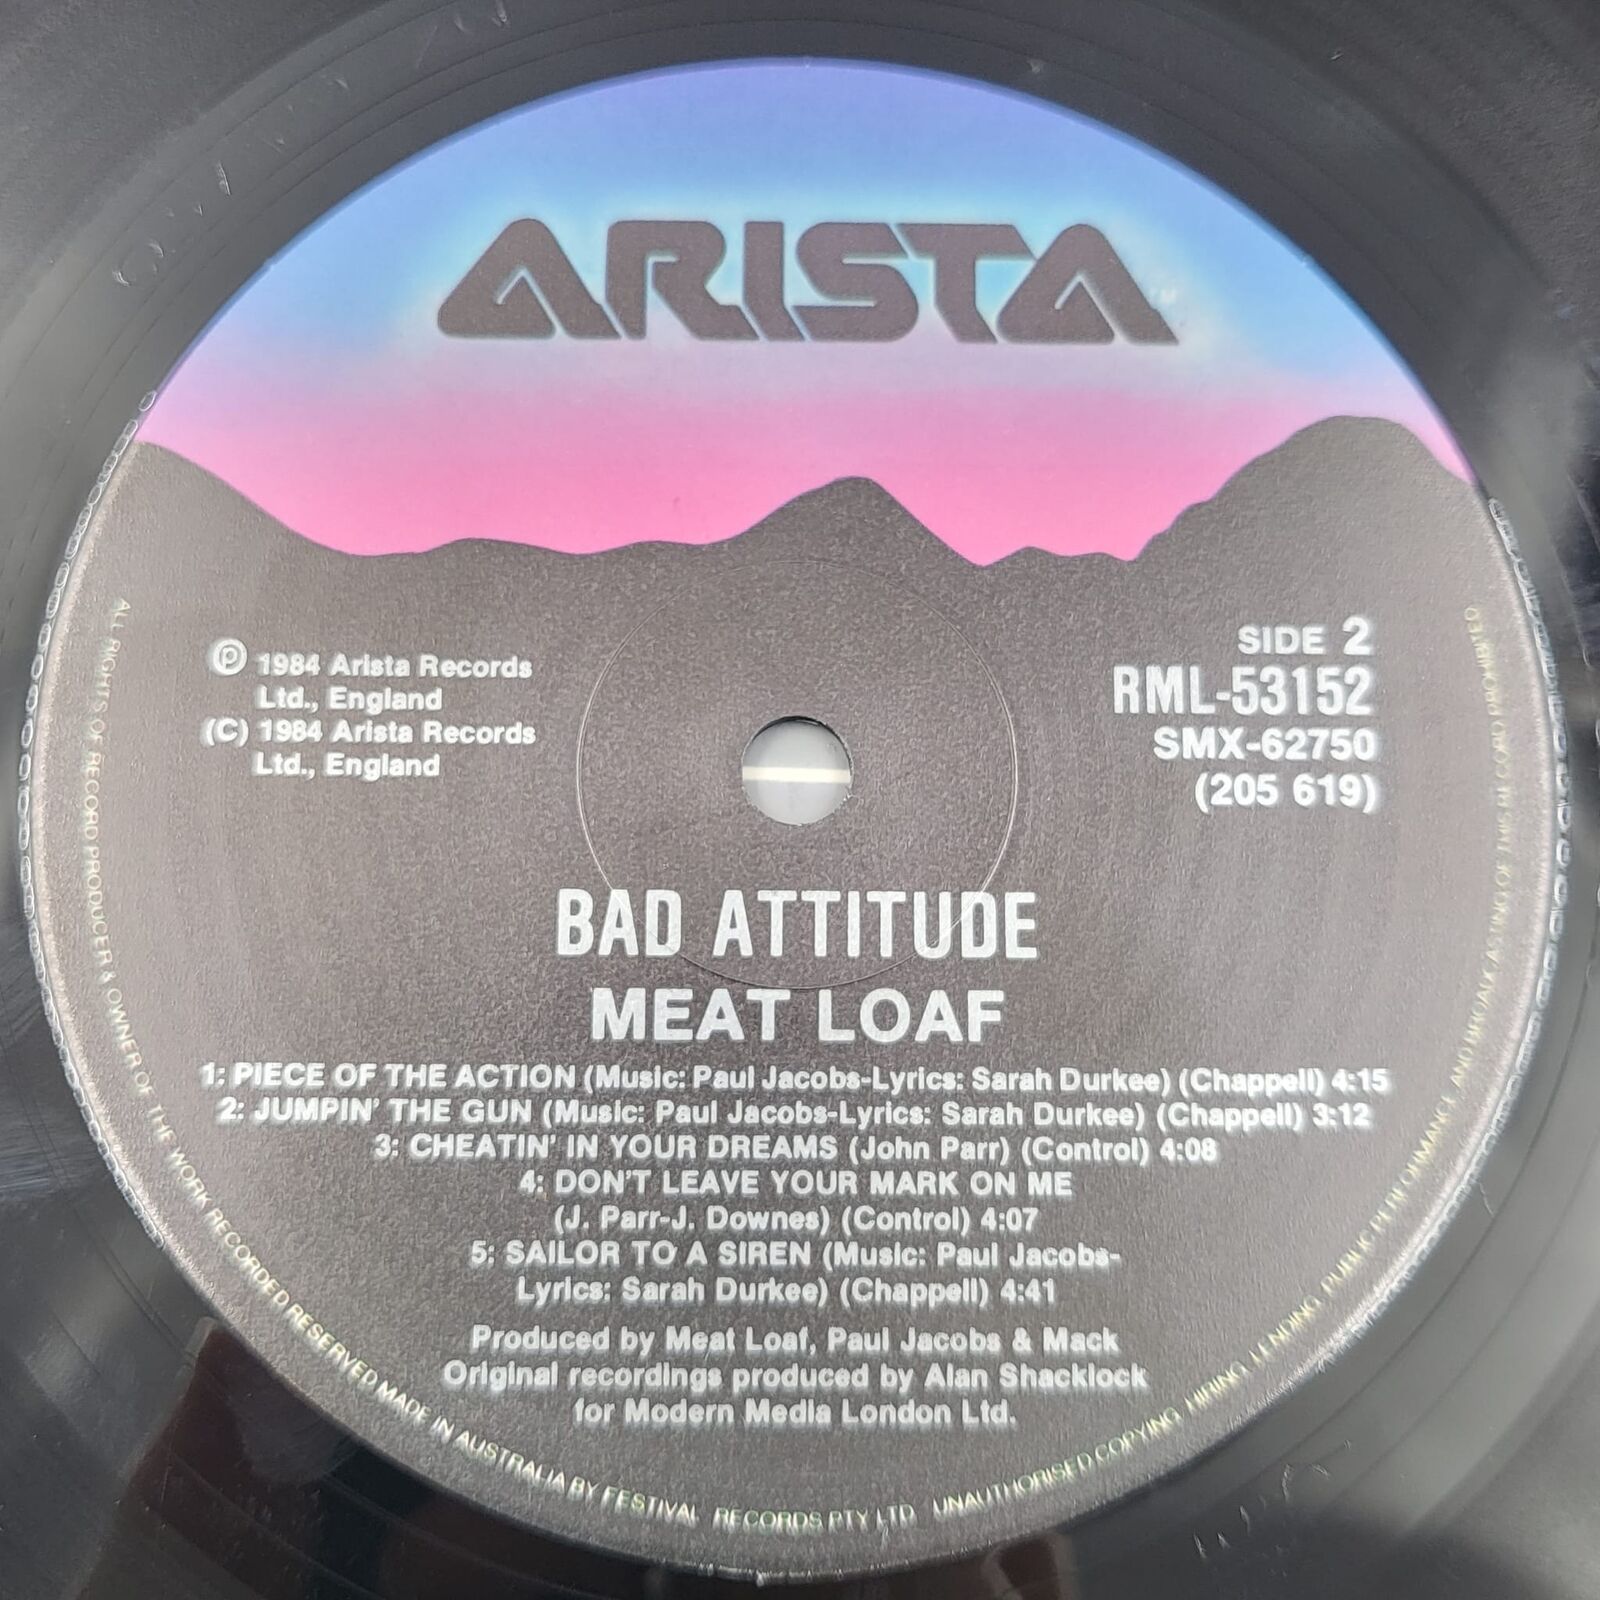 ARISTA
TM
SIDE 2
RML-53152
SMX-62750
(205 619)
℗ 1984 Arista Records
Ltd., England
(C) 1984 Arista Records
Ltd., England
BAD ATTITUDE
MEAT LOAF
1: PIECE OF THE ACTION (Music: Paul Jacobs-Lyrics: Sarah Durkee) (Chappell) 4:15
2: JUMPIN' THE GUN (Music: Paul Jacobs-Lyrics: Sarah Durkee) (Chappell) 3:12
3: CHEATIN' IN YOUR DREAMS (John Parr) (Control) 4:08
4: DON'T LEAVE YOUR MARK ON ME
(J. Parr-J. Downes) (Control) 4:07
5: SAILOR TO A SIREN (Music: Paul Jacobs-
Lyrics: Sarah Durkee) (Chappell) 4:41
Produced by Meat Loaf, Paul Jacobs & Mack
Original recordings produced by Alan Shacklock
for Modern Media London Ltd.
ALL RIGHTS OF RECORD PRODUCER & OWNER OF THE WORK RECORDED RESERVED MADE IN AUSTRALIA BY FESTIVAL RECORDS PTY LTD UNAUTHORISED COPYING, HIRING, LENDING, PUBLIC PERFORMANCE, AND BROADCASTING OF THIS RECORD PROHIBITED